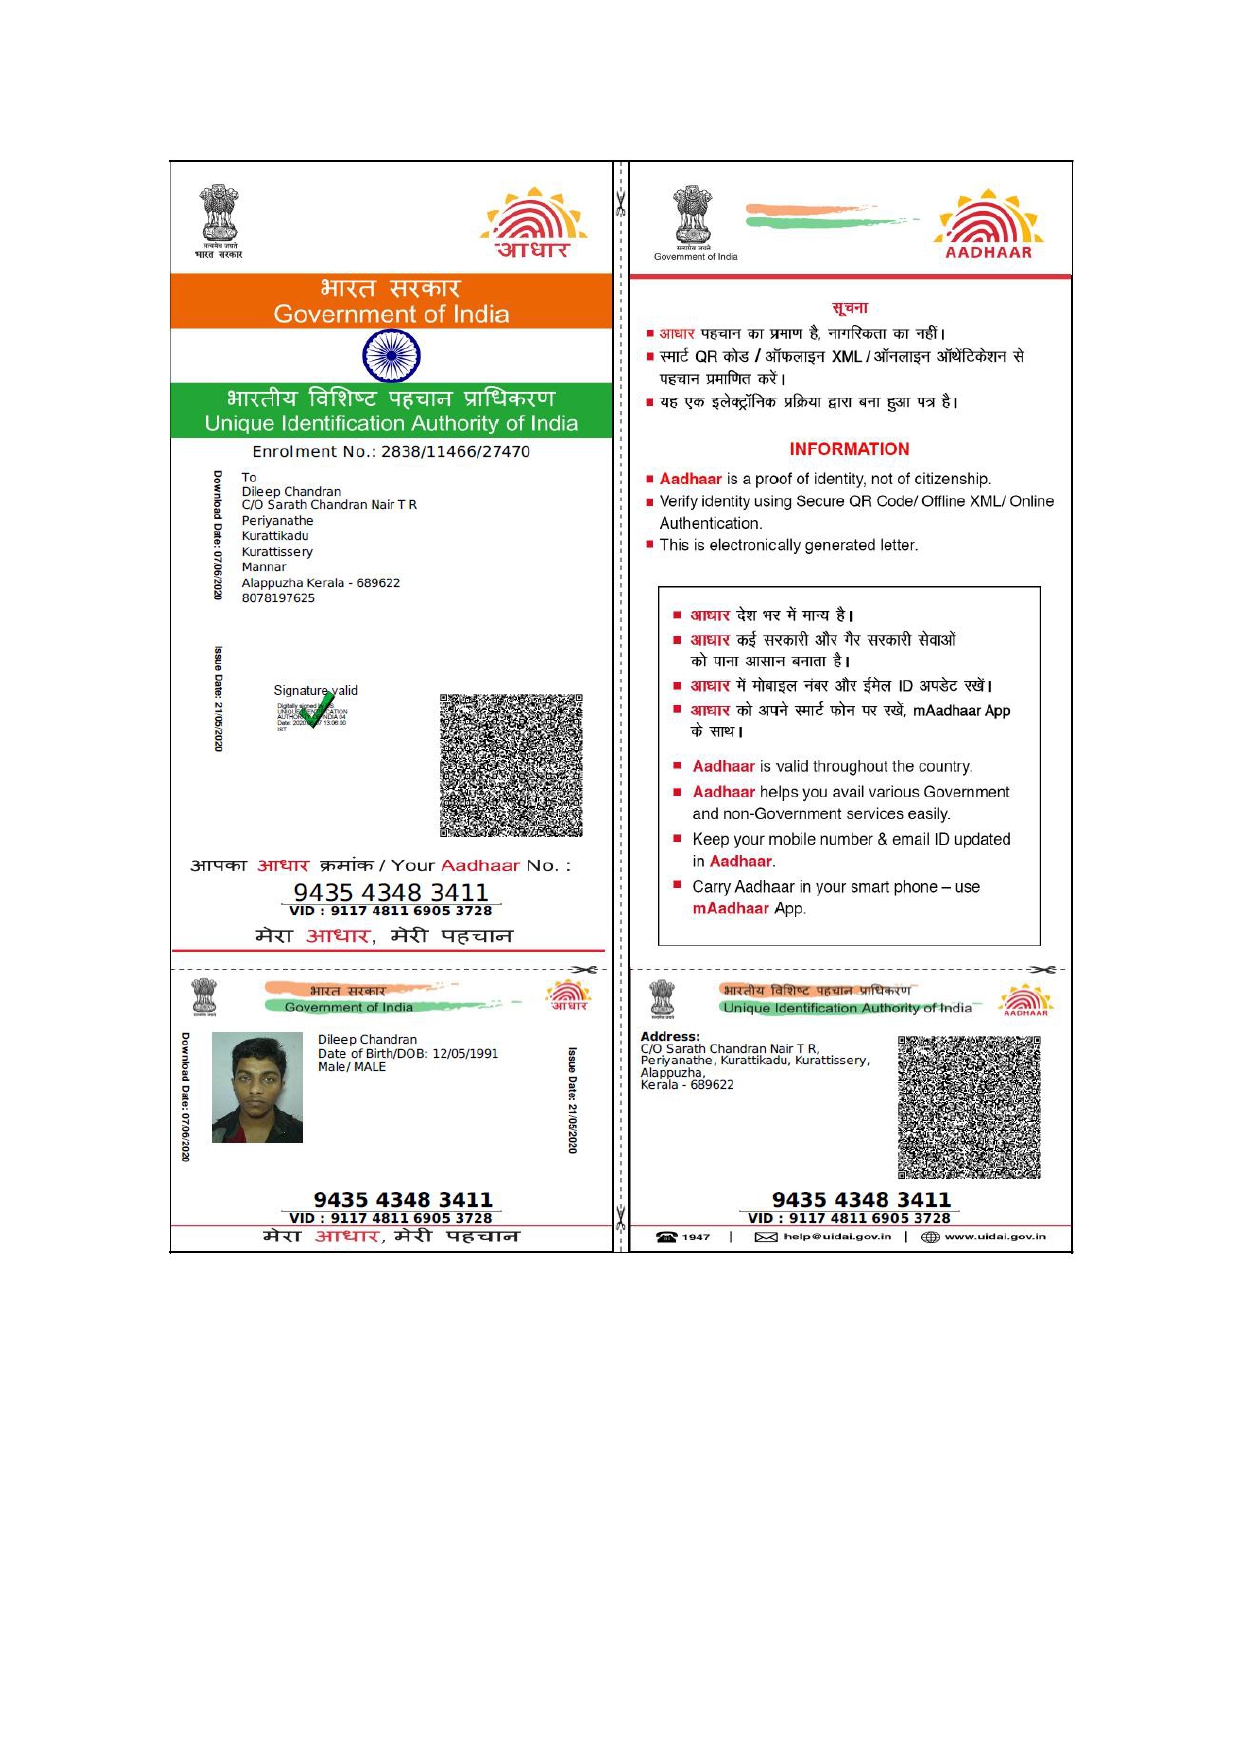 सत्यमेव जयते
भारत सरकार
आधार
भारत सरकार
Government of India
भारतीय विशिष्ट पहचान प्राधिकरण
Unique Identification Authority of India
Enrolment No.: 2838/11466/27470
Download Date: 07/06/2020
To
Dileep Chandran
C/O Sarath Chandran Nair T R
Periyanathe
Kurattikadu
Kurattissery
Mannar
Alappuzha Kerala - 689622
8078197625
Issue Date: 21/05/2020
Signature valid
Digitally signed by
UNIQUE
AUTHORITY
आपका आधार क्रमांक / Your Aadhaar No. :
9435 4348 3411
VID : 9117 4811 6905 3728
मेरा आधार, मेरी पहचान
सत्यमेव जयते
Government of India
AADHAAR
सूचना
आधार पहचान का प्रमाण है, नागरिकता का नहीं।
स्मार्ट QR कोड / ऑफलाइन XML / ऑनलाइन ऑथेंटिकेशन से
पहचान प्रमाणित करें।
यह एक इलेक्ट्रॉनिक प्रक्रिया द्वारा बना हुआ पत्र है।
INFORMATION
Aadhaar is a proof of identity, not of citizenship.
Verify identity using Secure QR Code/ Offline XML/ Online
Authentication.
This is electronically generated letter.
आधार देश भर में मान्य है।
आधार कई सरकारी और गैर सरकारी सेवाओं
को पाना आसान बनाता है।
आधार में मोबाइल नंबर और ईमेल ID अपडेट रखें।
आधार को अपने स्मार्ट फोन पर रखें, mAadhaar App
के साथ।
Aadhaar is valid throughout the country.
Aadhaar helps you avail various Government
and non-Government services easily.
Keep your mobile number & email ID updated
in Aadhaar.
Carry Aadhaar in your smart phone – use
mAadhaar App.
भारत सरकार
Government of India
आधार
Download Date: 07/06/2020
Dileep Chandran
Date of Birth/DOB: 12/05/1991
Male/ MALE
Issue Date: 21/05/2020
9435 4348 3411
VID : 9117 4811 6905 3728
मेरा आधार, मेरी पहचान
भारतीय विशिष्ट पहचान प्राधिकरण
Unique Identification Authority of India
AADHAAR
Address:
C/O Sarath Chandran Nair T R,
Periyanathe, Kurattikadu, Kurattissery,
Alappuzha,
Kerala - 689622
9435 4348 3411
VID : 9117 4811 6905 3728
1947 | help@uidai.gov.in | www.uidai.gov.in